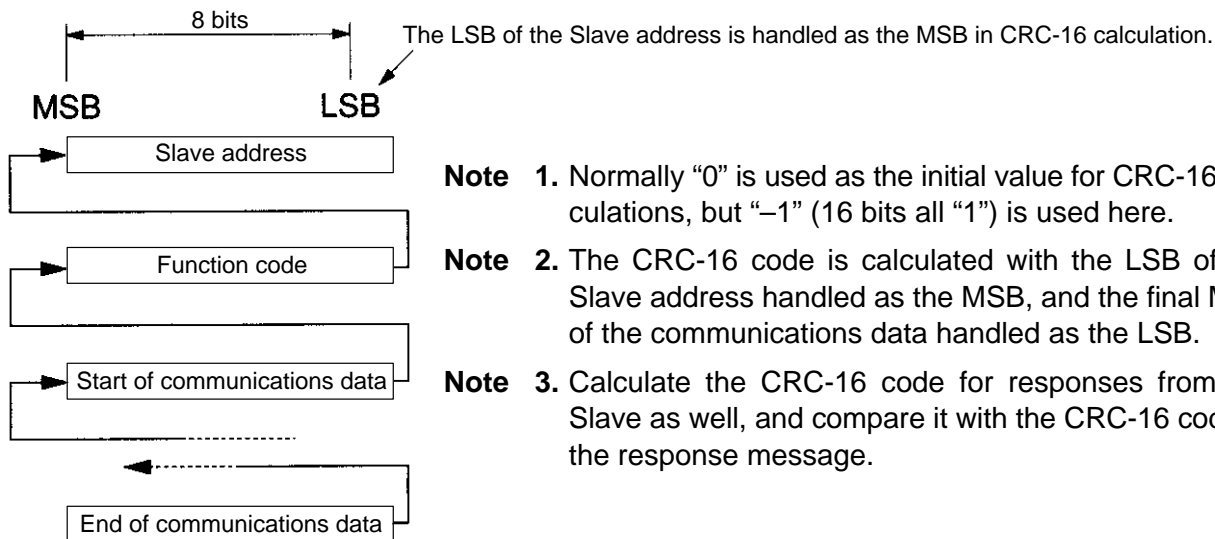 8 bits
The LSB of the Slave address is handled as the MSB in CRC-16 calculation.
MSB
LSB
Slave address
Function code
Start of communications data
End of communications data
Note 1. Normally “0” is used as the initial value for CRC-16
culations, but “–1” (16 bits all “1”) is used here.
Note 2. The CRC-16 code is calculated with the LSB of
Slave address handled as the MSB, and the final
of the communications data handled as the LSB.
Note 3. Calculate the CRC-16 code for responses from
Slave as well, and compare it with the CRC-16
the response message.